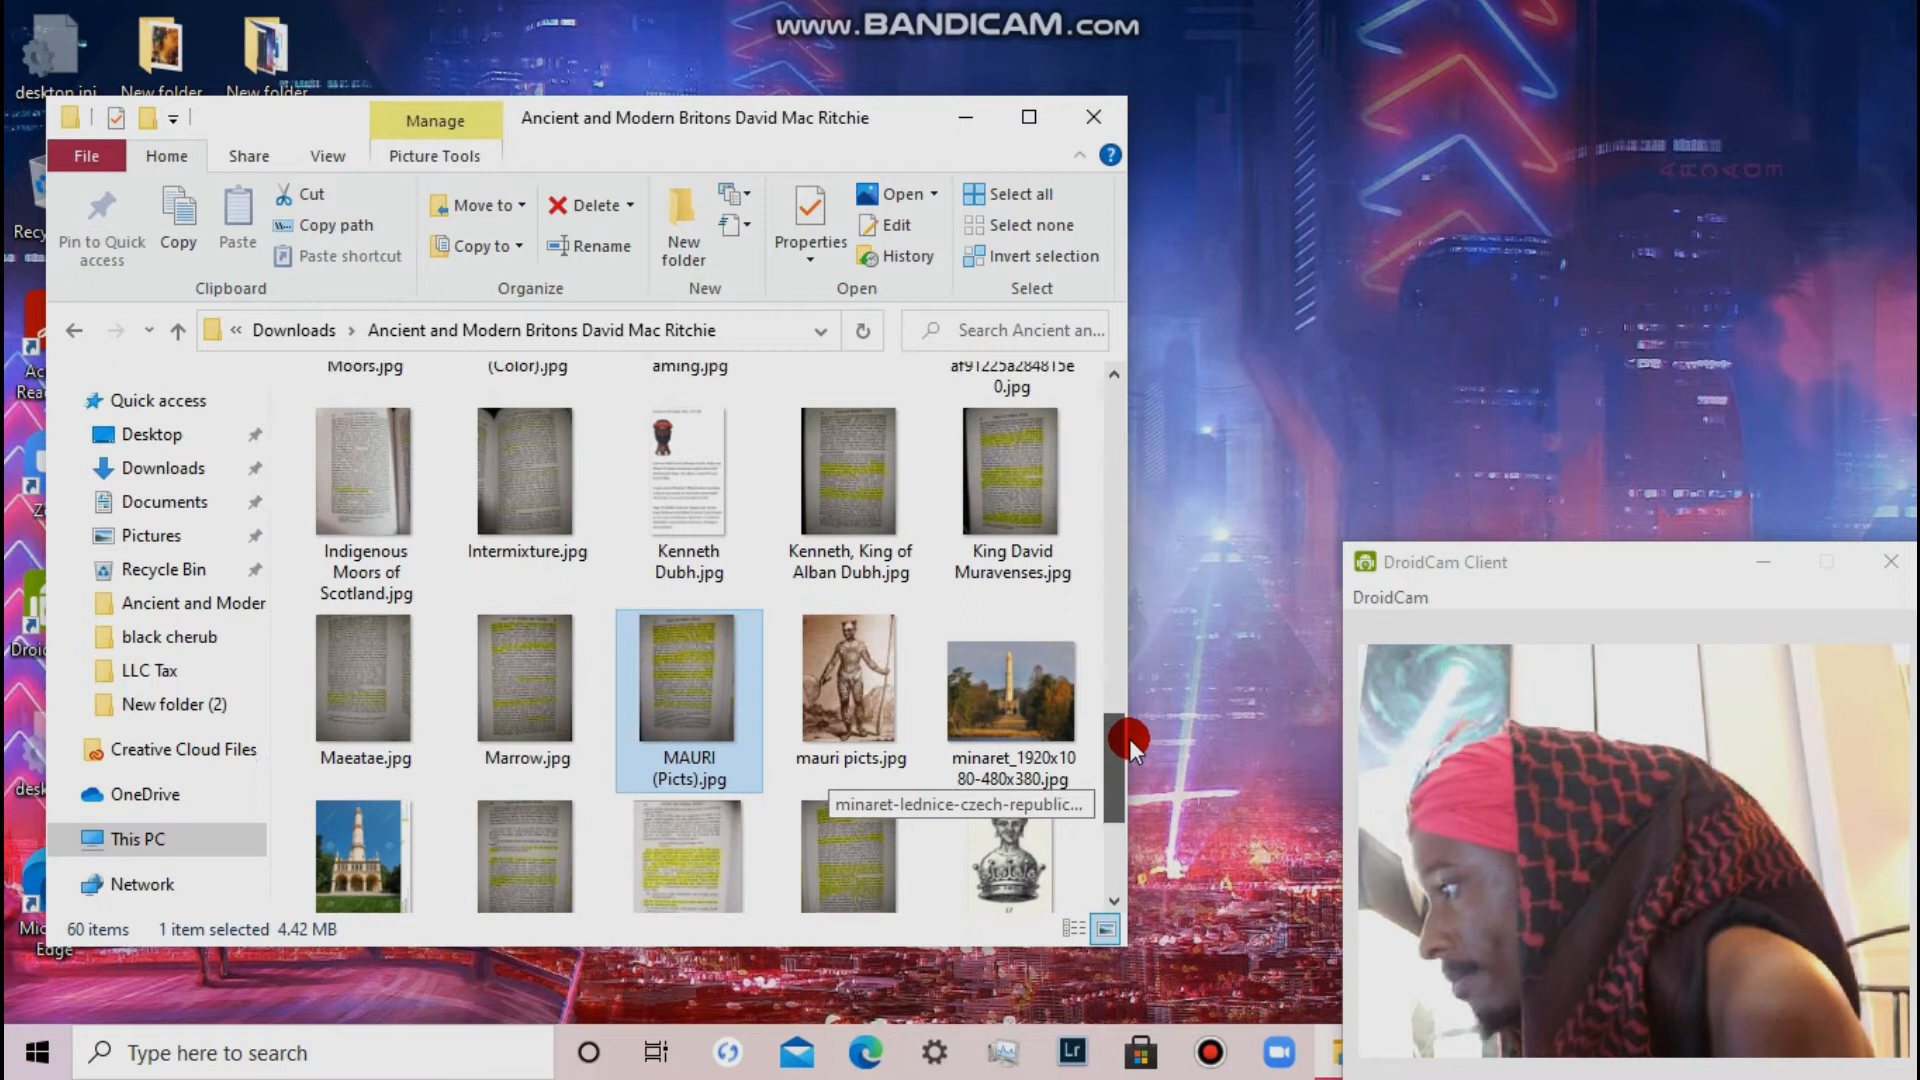 www.BANDICAM.com
desktop.ini
New folder
New folder
Manage
Ancient and Modern Britons David Mac Ritchie
File
Home
Share
View
Picture Tools
Pin to Quick access
Copy
Paste
Cut
Copy path
Paste shortcut
Clipboard
Move to
Copy to
Delete
Rename
Organize
New folder
New
Properties
Open
Edit
History
Open
Select all
Select none
Invert selection
Select
« Downloads > Ancient and Modern Britons David Mac Ritchie
Search Ancient an...
Moors.jpg
(Color).jpg
aming.jpg
af91225a284815e
0.jpg
Quick access
Desktop
Downloads
Documents
Pictures
Recycle Bin
Ancient and Moder
black cherub
LLC Tax
New folder (2)
Creative Cloud Files
OneDrive
This PC
Network
Indigenous
Moors of
Scotland.jpg
Intermixture.jpg
Kenneth
Dubh.jpg
Kenneth, King of
Alban Dubh.jpg
King David
Muravenses.jpg
Maeatae.jpg
Marrow.jpg
MAURI
(Picts).jpg
mauri picts.jpg
minaret_1920x10
80-480x380.jpg
minaret-lednice-czech-republic...
60 items
1 item selected 4.42 MB
Edge
DroidCam Client
DroidCam
Type here to search
Lr